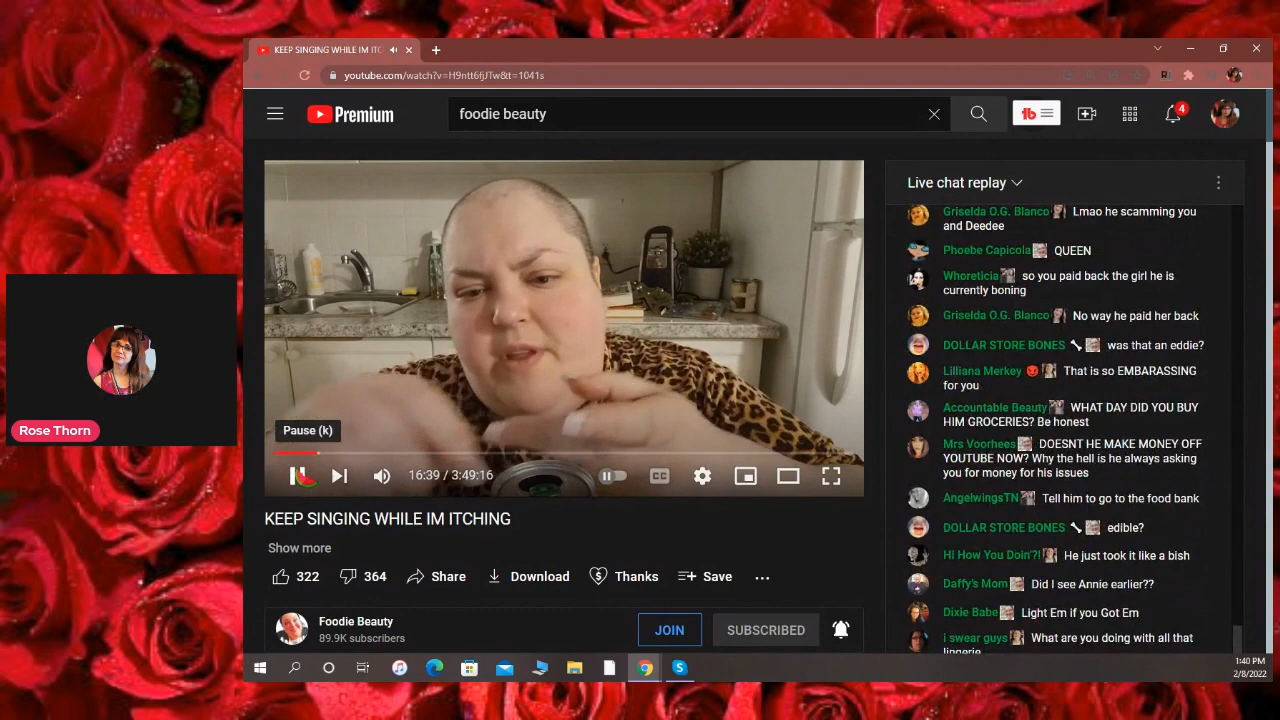 KEEP SINGING WHILE IM ITC
youtube.com/watch?v=H9ntt6fjJTw&t=1041s
Premium
foodie beauty
tb
4
Live chat replay
Griselda O.G. Blanco Lmao he scamming you
and Deedee
Phoebe Capicola QUEEN
Whoreticia so you paid back the girl he is
currently boning
Griselda O.G. Blanco No way he paid her back
DOLLAR STORE BONES was that an eddie?
Lilliana Merkey That is so EMBARASSING
for you
Accountable Beauty WHAT DAY DID YOU BUY
HIM GROCERIES? Be honest
Mrs Voorhees DOESNT HE MAKE MONEY OFF
YOUTUBE NOW? Why the hell is he always asking
you for money for his issues
AngelwingsTN Tell him to go to the food bank
DOLLAR STORE BONES edible?
Hi How You Doin'?! He just took it like a bish
Daffy's Mom Did I see Annie earlier??
Dixie Babe Light Em if you Got Em
i swear guys What are you doing with all that
lingerie
Rose Thorn
Pause (k)
16:39 / 3:49:16
CC
KEEP SINGING WHILE IM ITCHING
Show more
322 364 Share Download Thanks Save
Foodie Beauty
89.9K subscribers
JOIN SUBSCRIBED
1:40 PM
2/8/2022